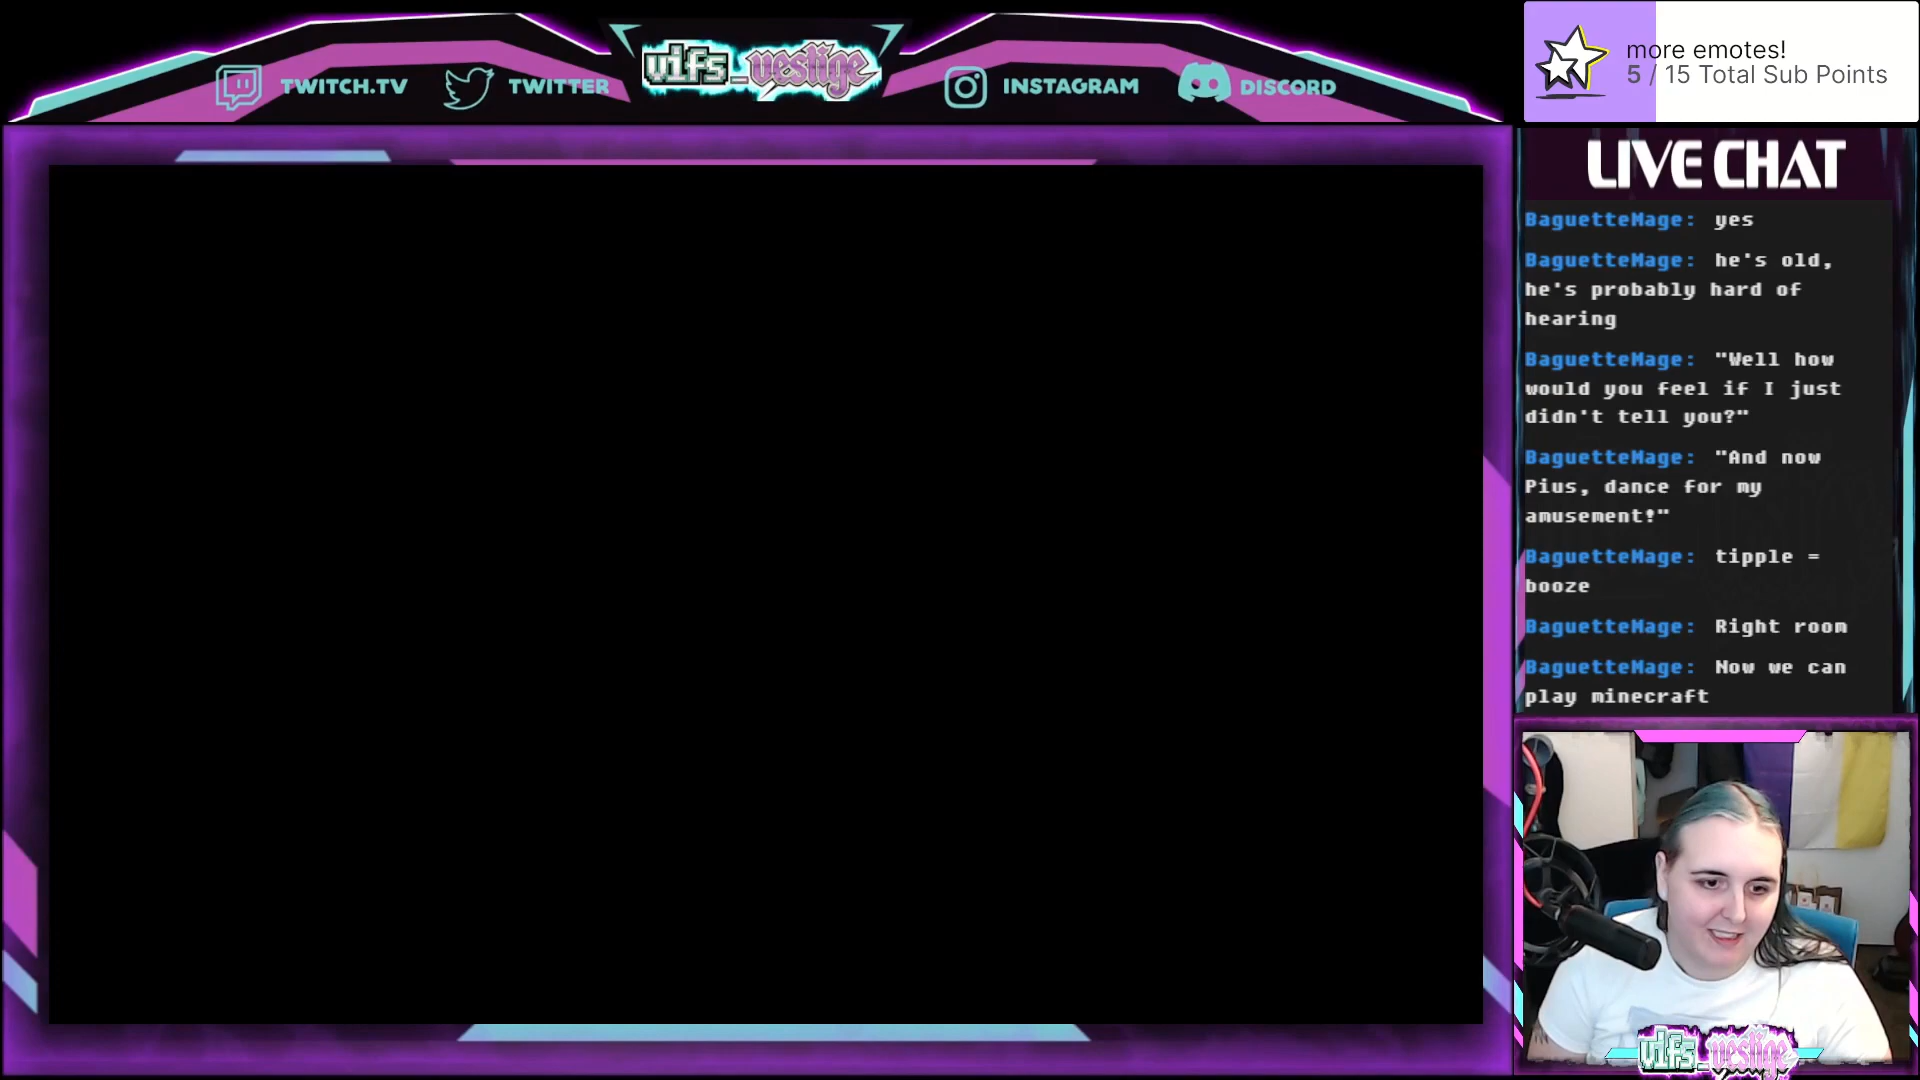 TWITCH.TV
TWITTER
vifs_vestige
INSTAGRAM
DISCORD
more emotes!
5 / 15 Total Sub Points
LIVE CHAT
BaguetteMage: yes
BaguetteMage: he's old,
he's probably hard of
hearing
BaguetteMage: "Well how
would you feel if I just
didn't tell you?"
BaguetteMage: "And now
Pius, dance for my
amusement!"
BaguetteMage: tipple =
booze
BaguetteMage: Right room
BaguetteMage: Now we can
play minecraft
vifs_vestige